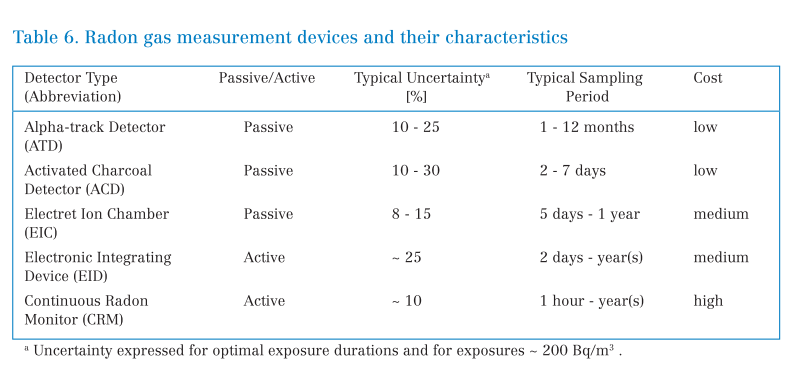 Table 6. Radon gas measurement devices and their characteristics
Detector Type Passive/Active Typical Uncertaintyᵃ Typical Sampling Cost
(Abbreviation) [%] Period
Alpha-track Detector Passive 10 - 25 1 - 12 months low
(ATD)
Activated Charcoal Passive 10 - 30 2 - 7 days low
Detector (ACD)
Electret Ion Chamber Passive 8 - 15 5 days - 1 year medium
(EIC)
Electronic Integrating Active ~ 25 2 days - year(s) medium
Device (EID)
Continuous Radon Active ~ 10 1 hour - year(s) high
Monitor (CRM)
ᵃ Uncertainty expressed for optimal exposure durations and for exposures ~ 200 Bq/m³ .